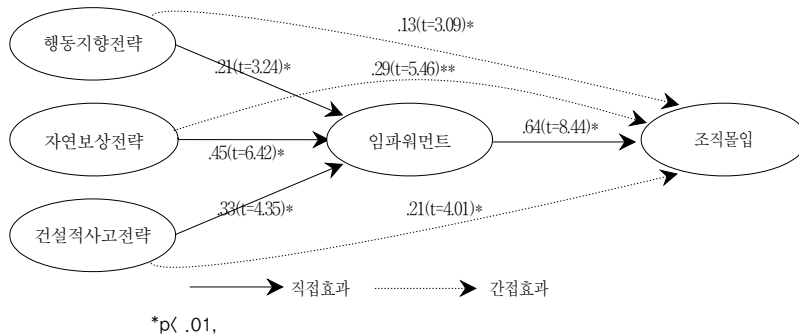 .13(t=3.09)*
행동지향전략
.21(t=3.24)*
.29(t=5.46)**
자연보상전략
임파워먼트
.64(t=8.44)*
조직몰입
.45(t=6.42)*
.33(t=4.35)*
건설적사고전략
.21(t=4.01)*
직접효과
간접효과
*p< .01,